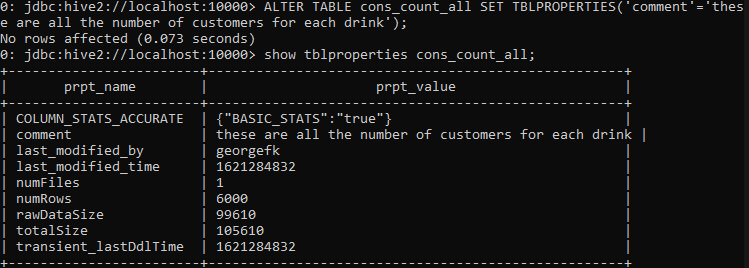 0: jdbc:hive2://localhost:10000> ALTER TABLE cons_count_all SET TBLPROPERTIES('comment'='thes
e are all the number of customers for each drink');
No rows affected (0.073 seconds)
0: jdbc:hive2://localhost:10000> show tblproperties cons_count_all;
+------------------------+----------------------------------------------------+
|       prpt_name        |                     prpt_value                     |
+------------------------+----------------------------------------------------+
| COLUMN_STATS_ACCURATE  | {"BASIC_STATS":"true"}                             |
| comment                | these are all the number of customers for each drink |
| last_modified_by       | georgefk                                           |
| last_modified_time     | 1621284832                                         |
| numFiles               | 1                                                  |
| numRows                | 6000                                               |
| rawDataSize            | 99610                                              |
| totalSize              | 105610                                             |
| transient_lastDdlTime  | 1621284832                                         |
+------------------------+----------------------------------------------------+